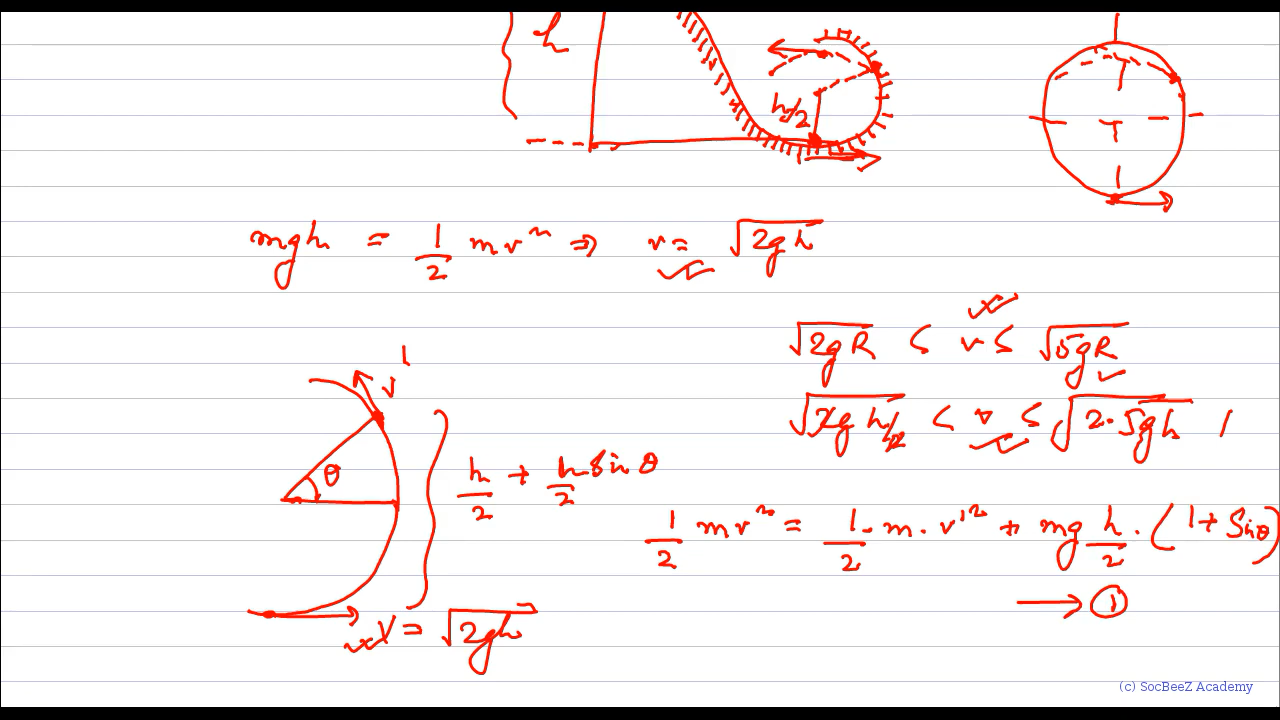 h
h/2
mgh = 1/2 mv² ⇒ v = √2gh
√2gR < v ≤ √5gR
√2g h/2 < v ≤ √2.5gh
v'
θ
h/2 + h/2 Sin θ
1/2 mv² = 1/2 . m . v'² + mg h/2 . (1 + Sinθ)
→ ①
V = √2gh
(c) SocBeeZ Academy